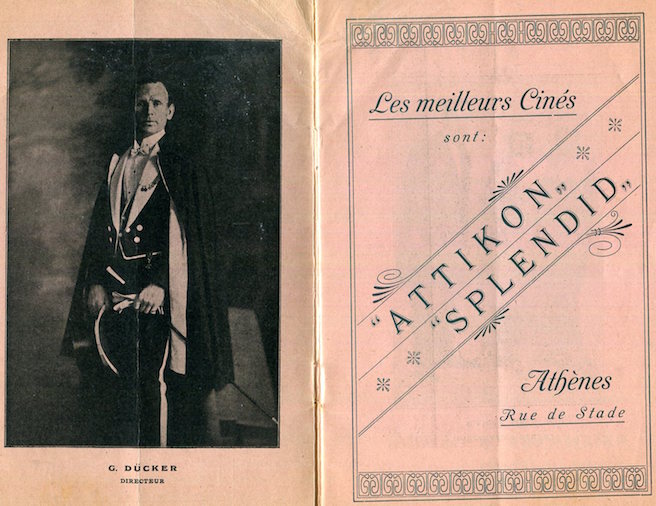 G. DÜCKER
DIRECTEUR
Les meilleurs Cinés
sont:
“ATTIKON„
“SPLENDID„
Athènes
Rue de Stade